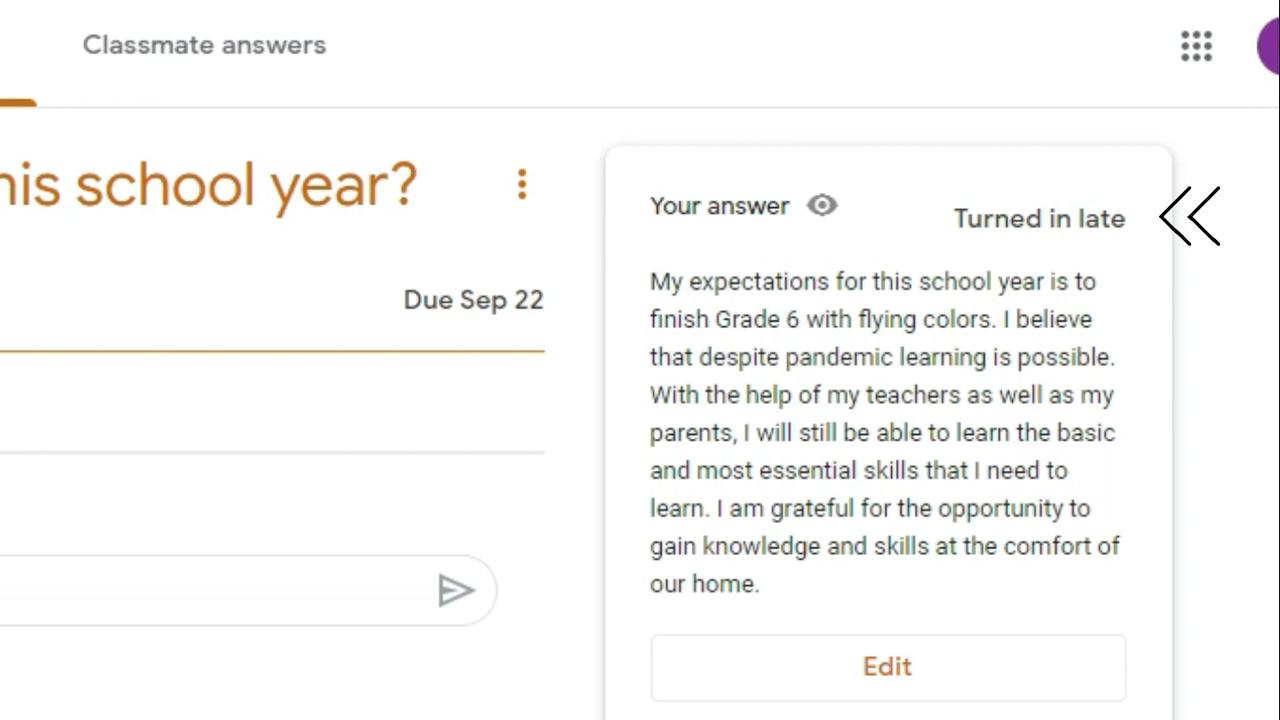 Classmate answers
his school year?
Due Sep 22
Your answer
Turned in late
My expectations for this school year is to
finish Grade 6 with flying colors. I believe
that despite pandemic learning is possible.
With the help of my teachers as well as my
parents, I will still be able to learn the basic
and most essential skills that I need to
learn. I am grateful for the opportunity to
gain knowledge and skills at the comfort of
our home.
Edit